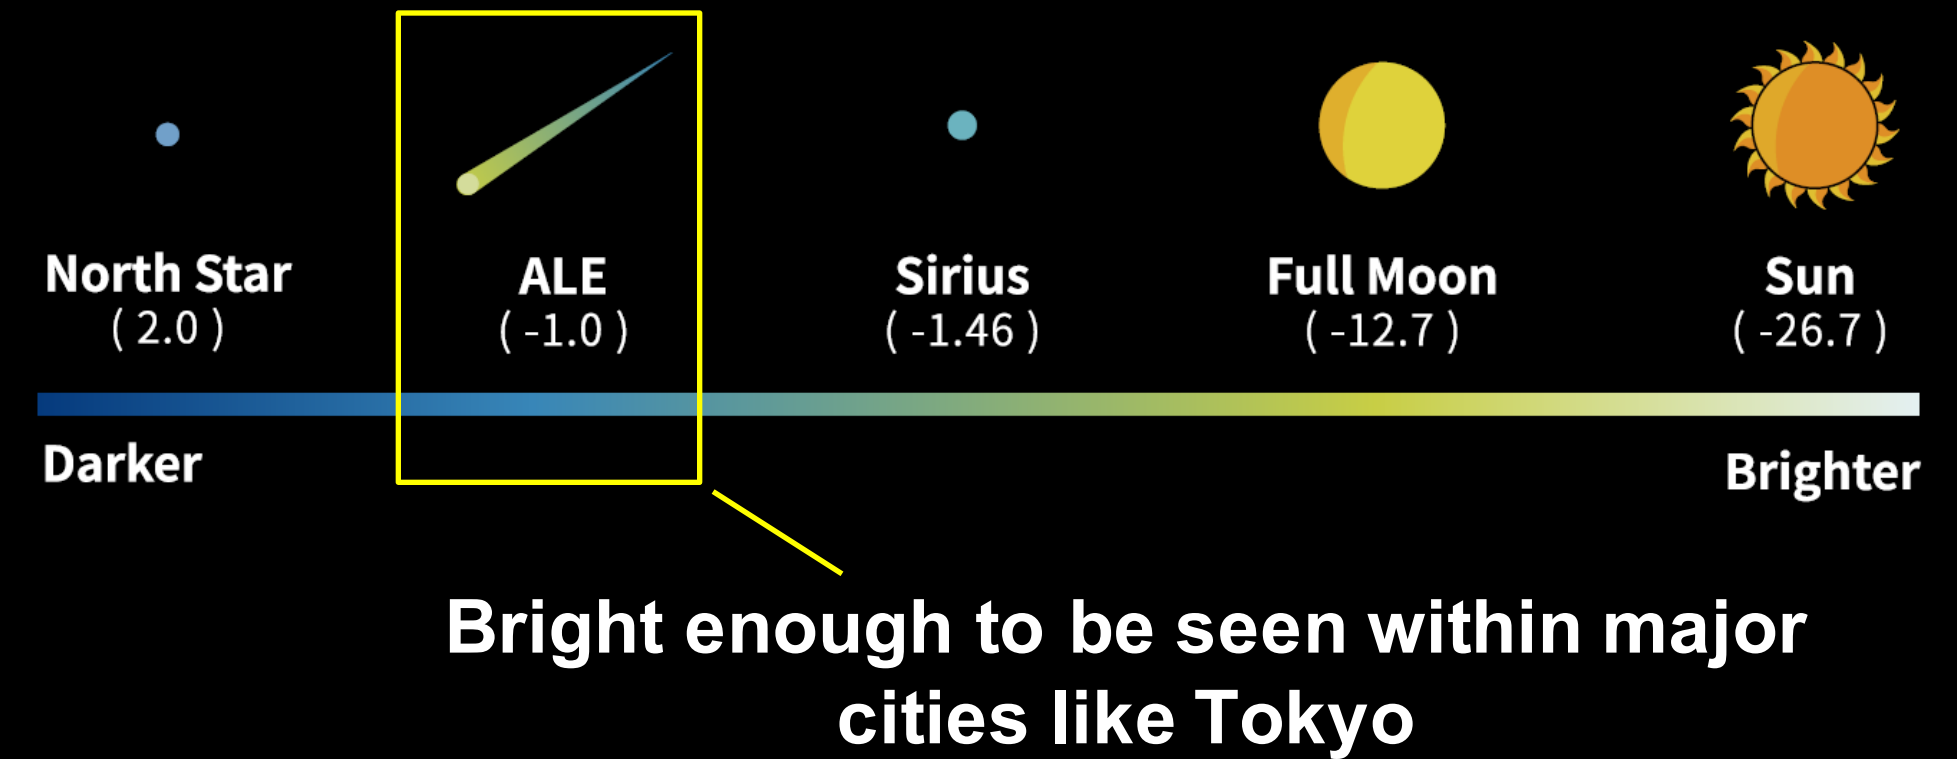 North Star
( 2.0 )
ALE
( -1.0 )
Sirius
( -1.46 )
Full Moon
( -12.7 )
Sun
( -26.7 )
Darker
Brighter
Bright enough to be seen within major
cities like Tokyo